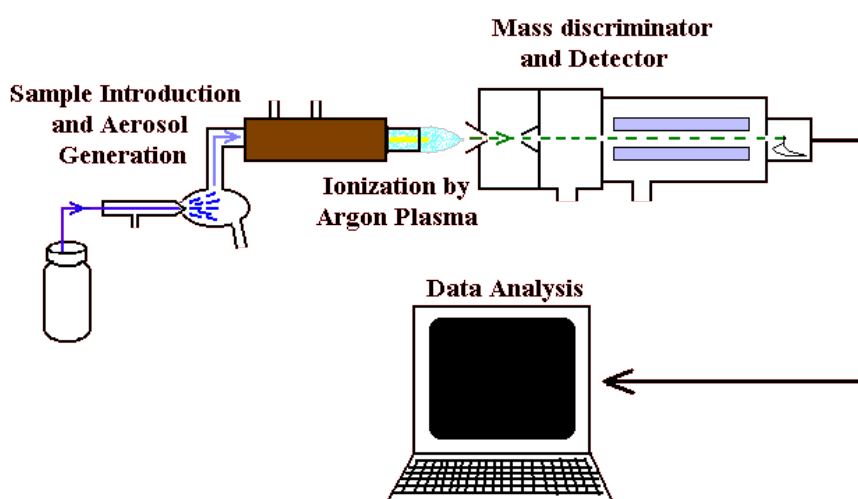 Mass discriminator
and Detector
Sample Introduction
and Aerosol
Generation
Ionization by
Argon Plasma
Data Analysis